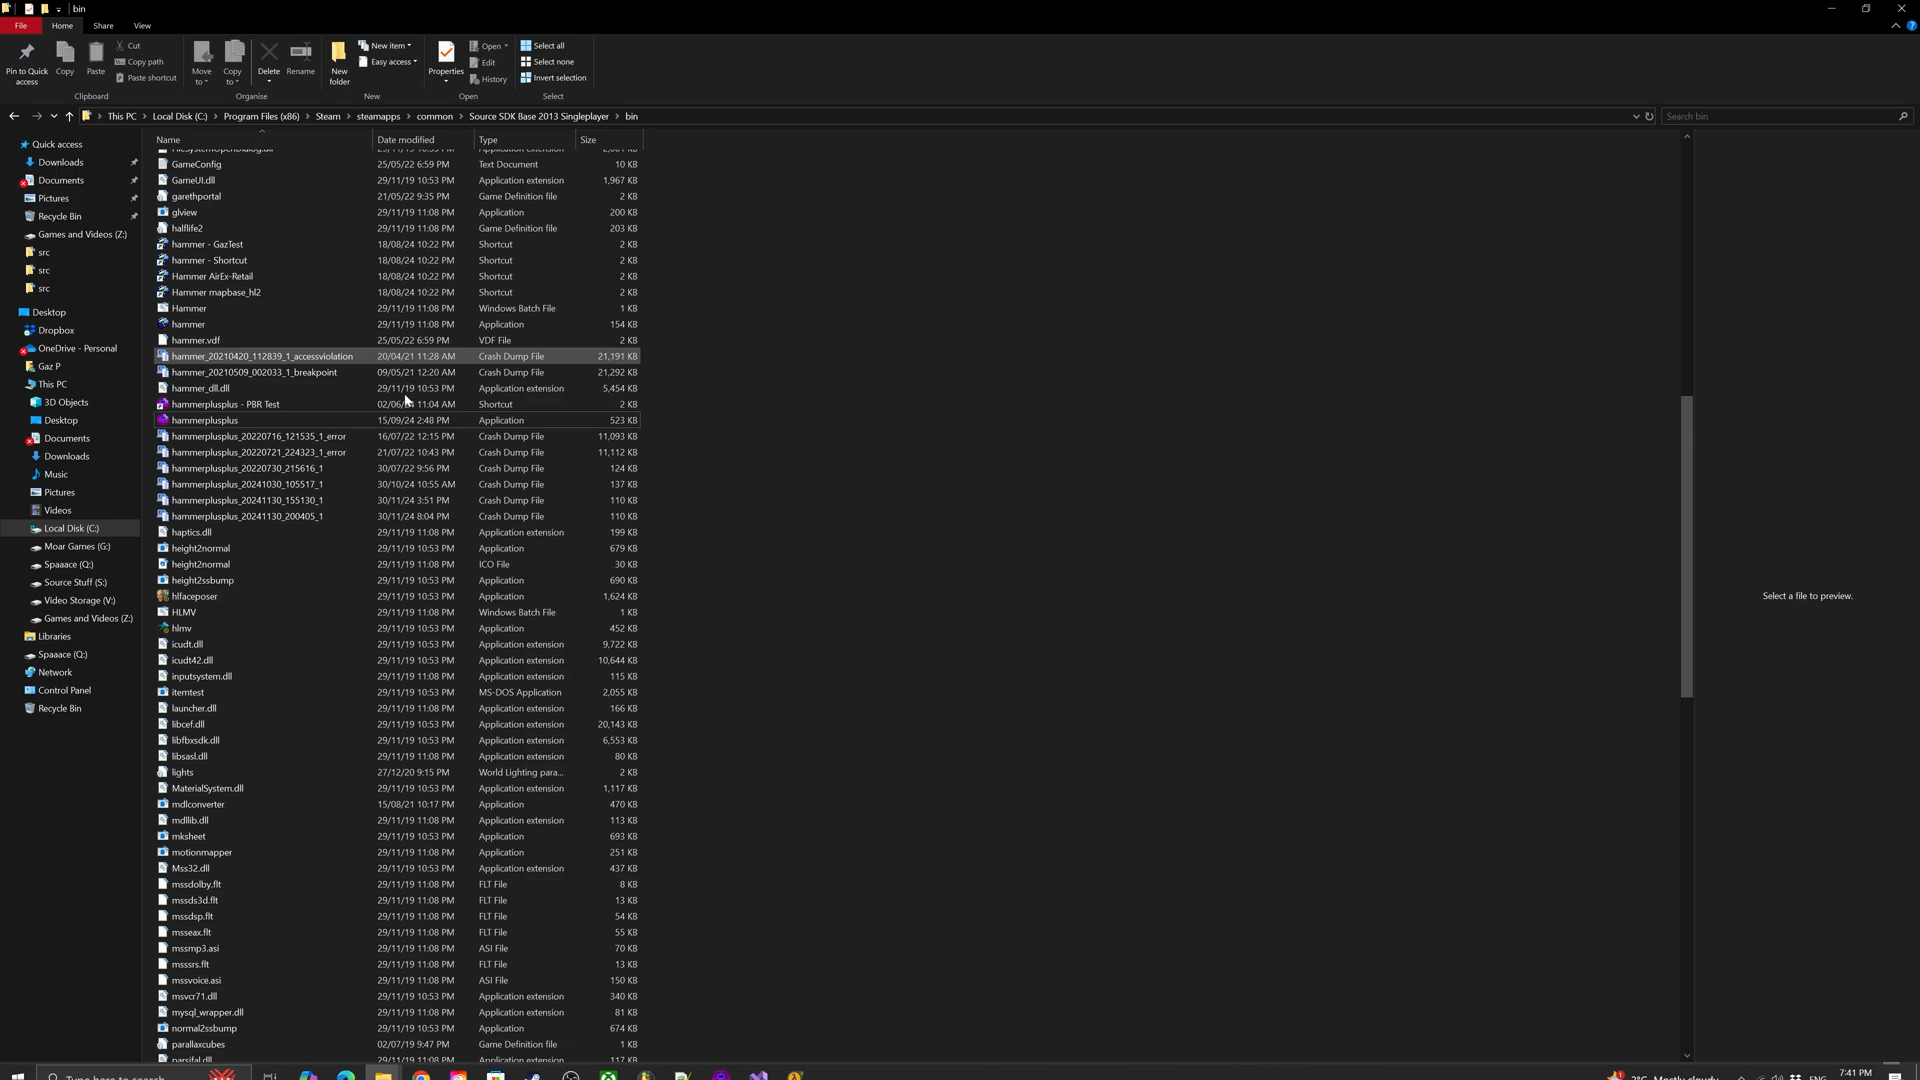 bin
File Home Share View
Pin to Quick access
Copy
Paste
Cut
Copy path
Paste shortcut
Clipboard
Move to
Copy to
Delete
Rename
Organise
New folder
New item
Easy access
New
Properties
Open
Edit
History
Open
Select all
Select none
Invert selection
Select
This PC > Local Disk (C:) > Program Files (x86) > Steam > steamapps > common > Source SDK Base 2013 Singleplayer > bin
Search bin
Quick access
Downloads
Documents
Pictures
Recycle Bin
Games and Videos (Z:)
src
src
src
Desktop
Dropbox
OneDrive - Personal
Gaz P
This PC
3D Objects
Desktop
Documents
Downloads
Music
Pictures
Videos
Local Disk (C:)
Moar Games (G:)
Spaaace (Q:)
Source Stuff (S:)
Video Storage (V:)
Games and Videos (Z:)
Libraries
Spaaace (Q:)
Network
Control Panel
Recycle Bin
Name Date modified Type Size
GameConfig 25/05/22 6:59 PM Text Document 10 KB
GameUI.dll 29/11/19 10:53 PM Application extension 1,967 KB
garethportal 21/05/22 9:35 PM Game Definition file 2 KB
glview 29/11/19 11:08 PM Application 200 KB
halflife2 29/11/19 11:08 PM Game Definition file 203 KB
hammer - GazTest 18/08/24 10:22 PM Shortcut 2 KB
hammer - Shortcut 18/08/24 10:22 PM Shortcut 2 KB
Hammer AirEx-Retail 18/08/24 10:22 PM Shortcut 2 KB
Hammer mapbase_hl2 18/08/24 10:22 PM Shortcut 2 KB
Hammer 29/11/19 11:08 PM Windows Batch File 1 KB
hammer 29/11/19 11:08 PM Application 154 KB
hammer.vdf 25/05/22 6:59 PM VDF File 2 KB
hammer_20210420_112839_1_accessviolation 20/04/21 11:28 AM Crash Dump File 21,191 KB
hammer_20210509_002033_1_breakpoint 09/05/21 12:20 AM Crash Dump File 21,292 KB
hammer_dll.dll 29/11/19 10:53 PM Application extension 5,454 KB
hammerplusplus - PBR Test 11:04 AM Shortcut 2 KB
hammerplusplus 15/09/24 2:48 PM Application 523 KB
hammerplusplus_20220716_121535_1_error 16/07/22 12:15 PM Crash Dump File 11,093 KB
hammerplusplus_20220721_224323_1_error 21/07/22 10:43 PM Crash Dump File 11,112 KB
hammerplusplus_20220730_215616_1 30/07/22 9:56 PM Crash Dump File 124 KB
hammerplusplus_20241030_105517_1 30/10/24 10:55 AM Crash Dump File 137 KB
hammerplusplus_20241130_155130_1 30/11/24 3:51 PM Crash Dump File 110 KB
hammerplusplus_20241130_200405_1 30/11/24 8:04 PM Crash Dump File 110 KB
haptics.dll 29/11/19 11:08 PM Application extension 199 KB
height2normal 29/11/19 10:53 PM Application 679 KB
height2normal 29/11/19 11:08 PM ICO File 30 KB
height2ssbump 29/11/19 10:53 PM Application 690 KB
hlfaceposer 29/11/19 10:53 PM Application 1,624 KB
HLMV 29/11/19 11:08 PM Windows Batch File 1 KB
hlmv 29/11/19 10:53 PM Application 452 KB
icudt.dll 29/11/19 10:53 PM Application extension 9,722 KB
icudt42.dll 29/11/19 10:53 PM Application extension 10,644 KB
inputsystem.dll 29/11/19 10:53 PM Application extension 115 KB
itemtest 29/11/19 10:53 PM MS-DOS Application 2,055 KB
launcher.dll 29/11/19 11:08 PM Application extension 166 KB
libcef.dll 29/11/19 10:53 PM Application extension 20,143 KB
libfbxsdk.dll 29/11/19 10:53 PM Application extension 6,553 KB
libsasl.dll 29/11/19 11:08 PM Application extension 80 KB
lights 27/12/20 9:15 PM World Lighting para... 2 KB
MaterialSystem.dll 29/11/19 10:53 PM Application extension 1,117 KB
mdlconverter 15/08/21 10:17 PM Application 470 KB
mdllib.dll 29/11/19 10:53 PM Application extension 113 KB
mksheet 29/11/19 10:53 PM Application 693 KB
motionmapper 29/11/19 11:08 PM Application 251 KB
Mss32.dll 29/11/19 10:53 PM Application extension 437 KB
mssdolby.flt 29/11/19 11:08 PM FLT File 8 KB
mssds3d.flt 29/11/19 11:08 PM FLT File 13 KB
mssdsp.flt 29/11/19 11:08 PM FLT File 54 KB
msseax.flt 29/11/19 11:08 PM FLT File 55 KB
mssmp3.asi 29/11/19 11:08 PM ASI File 70 KB
msssrs.flt 29/11/19 11:08 PM FLT File 13 KB
mssvoice.asi 29/11/19 11:08 PM ASI File 150 KB
msvcr71.dll 29/11/19 10:53 PM Application extension 340 KB
mysql_wrapper.dll 29/11/19 11:08 PM Application extension 81 KB
normal2ssbump 29/11/19 10:53 PM Application 674 KB
parallaxcubes 02/07/19 9:47 PM Game Definition file 1 KB
parsifal.dll 29/11/19 11:08 PM Application extension 117 KB
Select a file to preview.
Type here to search
Mostly cloudy
ENG
7:41 PM